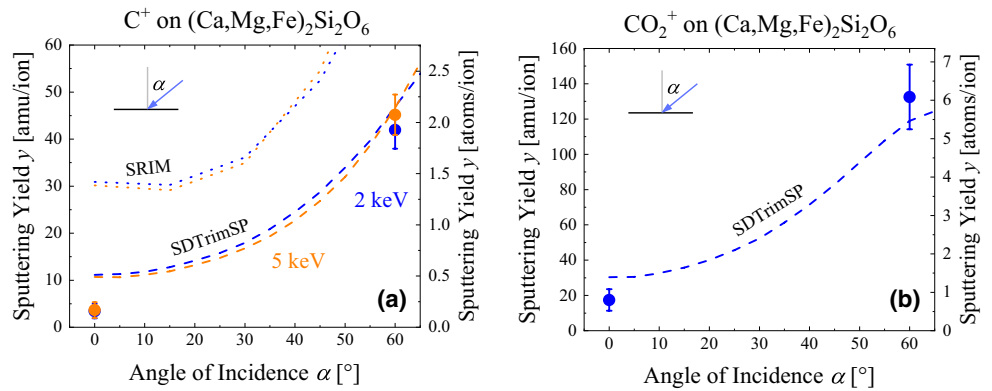 C⁺ on (Ca,Mg,Fe)₂Si₂O₆
Sputtering Yield y [amu/ion]
60
50
40
30
20
10
0
α
SRIM
SDTrimSP
2 keV
5 keV
(a)
2.5
2.0
1.5
1.0
0.5
0.0
Sputtering Yield y [atoms/ion]
0 10 20 30 40 50 60
Angle of Incidence α [°]
CO₂⁺ on (Ca,Mg,Fe)₂Si₂O₆
Sputtering Yield y [amu/ion]
160
140
120
100
80
60
40
20
0
α
SDTrimSP
(b)
7
6
5
4
3
2
1
0
Sputtering Yield y [atoms/ion]
0 10 20 30 40 50 60
Angle of Incidence α [°]